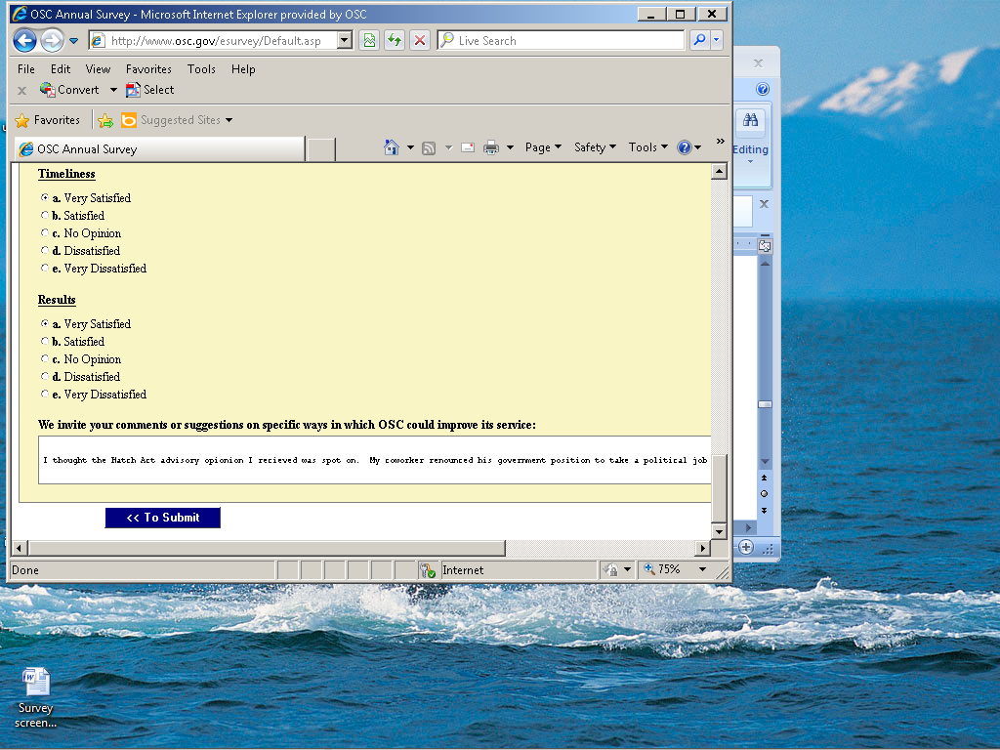 OSC Annual Survey - Microsoft Internet Explorer provided by OSC
http://www.osc.gov/esurvey/Default.asp
Live Search
File Edit View Favorites Tools Help
x Convert Select
Favorites Suggested Sites
OSC Annual Survey
Page Safety Tools
Editing
Timeliness
a. Very Satisfied
b. Satisfied
c. No Opinion
d. Dissatisfied
e. Very Dissatisfied
Results
a. Very Satisfied
b. Satisfied
c. No Opinion
d. Dissatisfied
e. Very Dissatisfied
We invite your comments or suggestions on specific ways in which OSC could improve its service:
I thought the Hatch Act advisory opionion I recieved was spot on. My coworker renounced his government position to take a political job
<< To Submit
Done Internet 75%
Survey
screen...